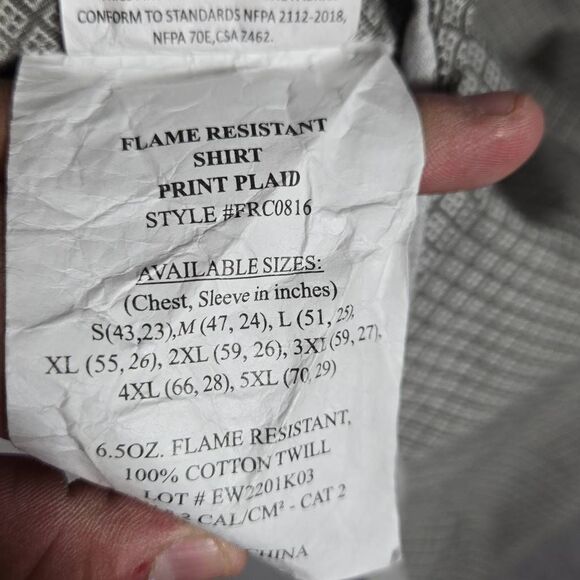 CONFORM TO STANDARDS NFPA 2112-2018,
NFPA 70E,CSA Z462.
FLAME RESISTANT
SHIRT
PRINT PLAID
STYLE #FRC0816
AVAILABLE SIZES:
(Chest, Sleeve in inches)
S(43,23),M (47, 24), L (51, 25),
XL (55, 26), 2XL (59, 26), 3XL(59, 27),
4XL (66, 28), 5XL (70, 29)
6.5OZ. FLAME RESISTANT,
100% COTTON TWILL
LOT # EW2201K03
CAL/CM² - CAT 2
CHINA